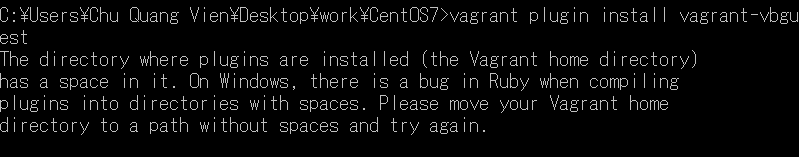 C:¥Users¥Chu Quang Vien¥Desktop¥work¥CentOS7>vagrant plugin install vagrant-vbgu
est
The directory where plugins are installed (the Vagrant home directory)
has a space in it. On Windows, there is a bug in Ruby when compiling
plugins into directories with spaces. Please move your Vagrant home
directory to a path without spaces and try again.